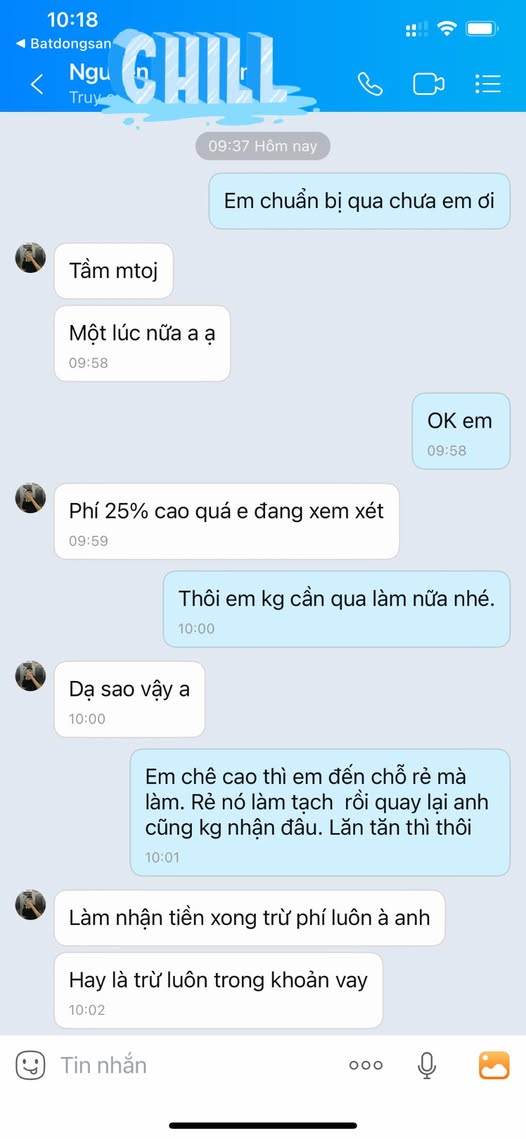 10:18
Batdongsan
CHILL
Truy
09:37 Hôm nay
Em chuẩn bị qua chưa em ơi
Tầm mtoj
Một lúc nữa a ạ
09:58
OK em
09:58
Phí 25% cao quá e đang xem xét
09:59
Thôi em kg cần qua làm nữa nhé.
10:00
Dạ sao vậy a
10:00
Em chê cao thì em đến chỗ rẻ mà
làm. Rẻ nó làm tạch rồi quay lại anh
cũng kg nhận đâu. Lăn tăn thì thôi
10:01
Làm nhận tiền xong trừ phí luôn à anh
Hay là trừ luôn trong khoản vay
10:02
Tin nhắn